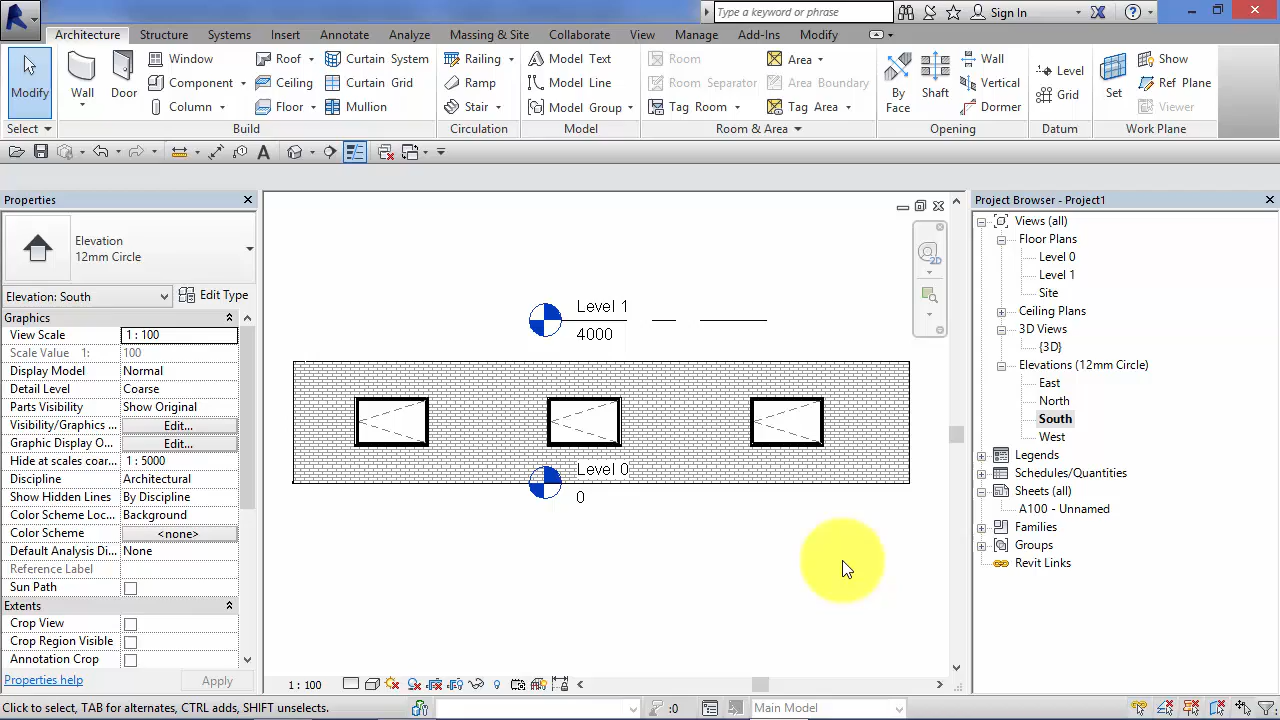 Type a keyword or phrase
Sign In
Architecture Structure Systems Insert Annotate Analyze Massing & Site Collaborate View Manage Add-Ins Modify
Modify
Wall
Door
Window
Component
Column
Roof
Ceiling
Floor
Curtain System
Curtain Grid
Mullion
Railing
Ramp
Stair
Model Text
Model Line
Model Group
Room
Room Separator
Tag Room
Area
Area Boundary
Tag Area
By Face
Shaft
Wall
Vertical
Dormer
Level
Grid
Set
Show
Ref Plane
Viewer
Select Build Circulation Model Room & Area Opening Datum Work Plane
Properties
Elevation
12mm Circle
Elevation: South Edit Type
Graphics
View Scale 1 : 100
Scale Value 1: 100
Display Model Normal
Detail Level Coarse
Parts Visibility Show Original
Visibility/Graphics ... Edit...
Graphic Display O... Edit...
Hide at scales coar... 1 : 5000
Discipline Architectural
Show Hidden Lines By Discipline
Color Scheme Loc... Background
Color Scheme <none>
Default Analysis Di... None
Reference Label
Sun Path
Extents
Crop View
Crop Region Visible
Annotation Crop
Properties help Apply
Level 1
4000
Level 0
0
2D
1 : 100
Project Browser - Project1
Views (all)
Floor Plans
Level 0
Level 1
Site
Ceiling Plans
3D Views
{3D}
Elevations (12mm Circle)
East
North
South
West
Legends
Schedules/Quantities
Sheets (all)
A100 - Unnamed
Families
Groups
Revit Links
Click to select, TAB for alternates, CTRL adds, SHIFT unselects. :0 Main Model